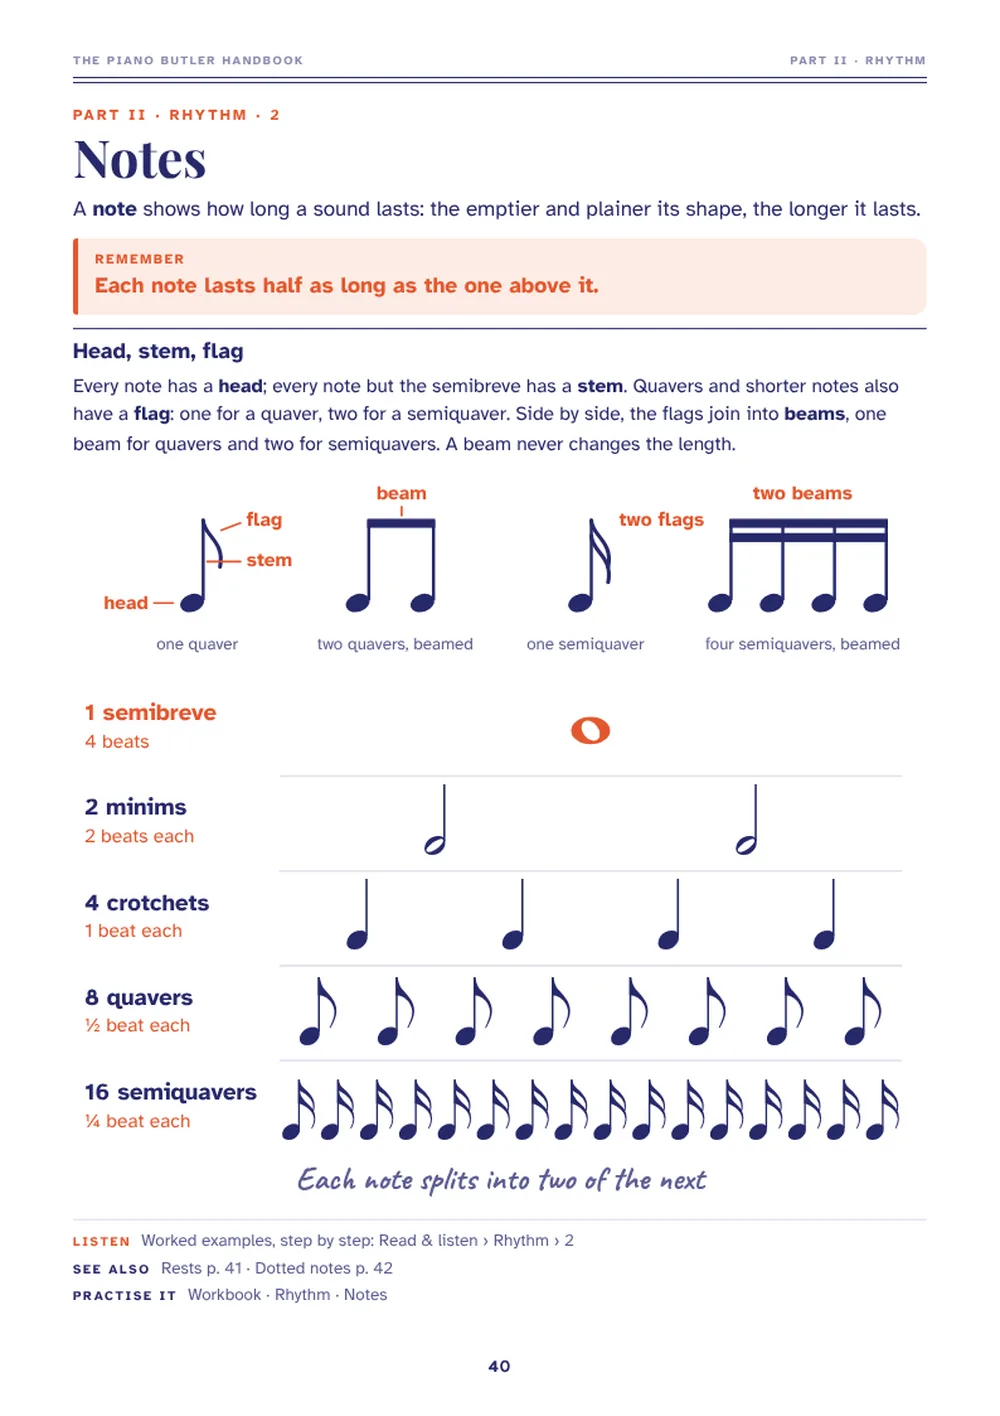 THE PIANO BUTLER HANDBOOK
PART II · RHYTHM
PART II · RHYTHM · 2
Notes
A note shows how long a sound lasts: the emptier and plainer its shape, the longer it lasts.
REMEMBER
Each note lasts half as long as the one above it.
Head, stem, flag
Every note has a head; every note but the semibreve has a stem. Quavers and shorter notes also
have a flag: one for a quaver, two for a semiquaver. Side by side, the flags join into beams, one
beam for quavers and two for semiquavers. A beam never changes the length.
beam
two beams
flag
two flags
stem
head
one quaver
two quavers, beamed
one semiquaver
four semiquavers, beamed
1 semibreve
4 beats
2 minims
2 beats each
4 crotchets
1 beat each
8 quavers
½ beat each
16 semiquavers
¼ beat each
Each note splits into two of the next
LISTEN Worked examples, step by step: Read & listen › Rhythm › 2
SEE ALSO Rests p. 41 · Dotted notes p. 42
PRACTISE IT Workbook · Rhythm · Notes
40